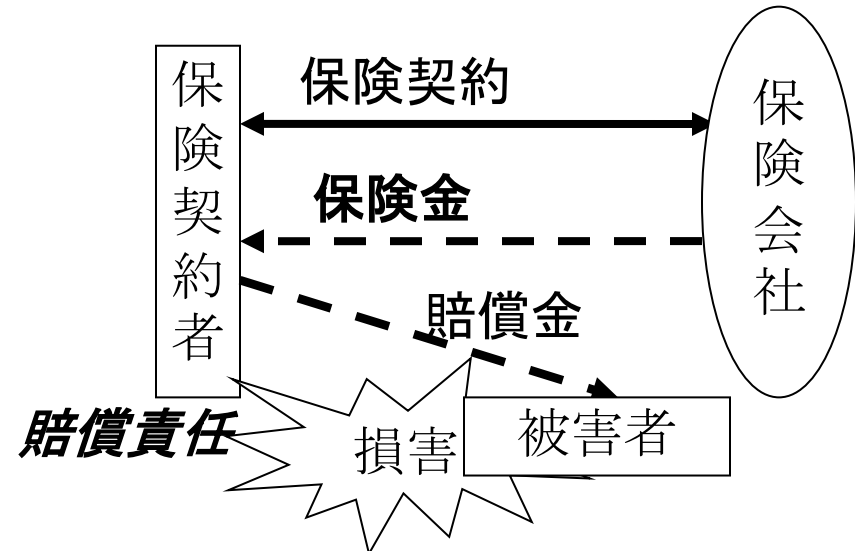 保険契約者
保険契約
保険会社
保険金
賠償金
賠償責任
損害
被害者